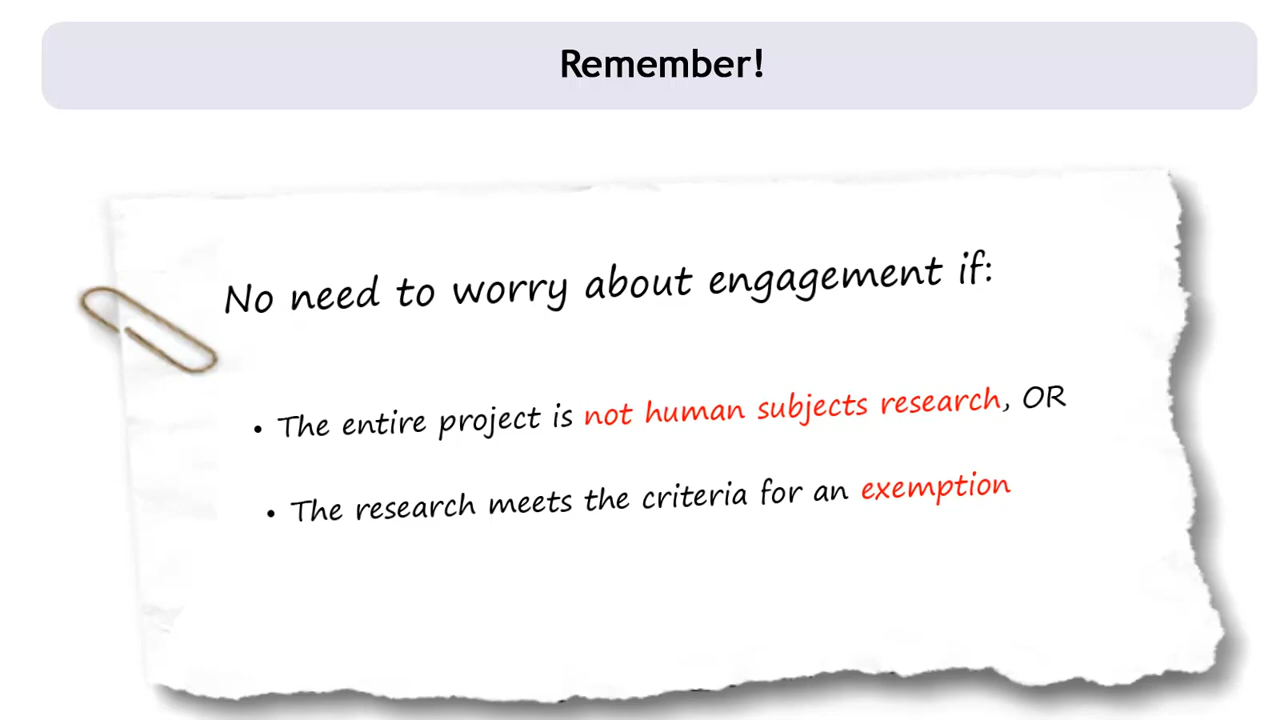 Remember!
No need to worry about engagement if:
• The entire project is not human subjects research, OR
• The research meets the criteria for an exemption